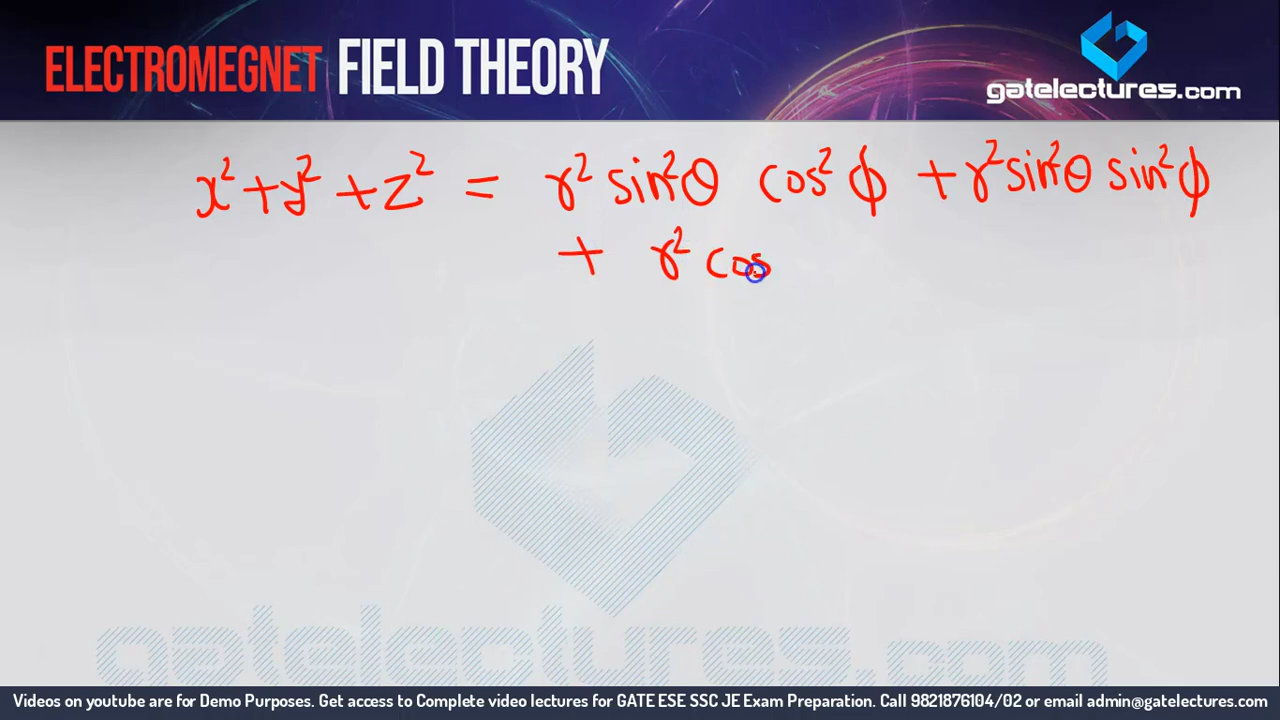 ELECTROMEGNET FIELD THEORY
gatelectures.com
x² + y² + z² = r² sin²θ cos²φ + r² sin²θ sin²φ
+ r² cos
gatelectures.com
Videos on youtube are for Demo Purposes. Get access to Complete video lectures for GATE ESE SSC JE Exam Preparation. Call 9821876104/02 or email admin@gatelectures.com